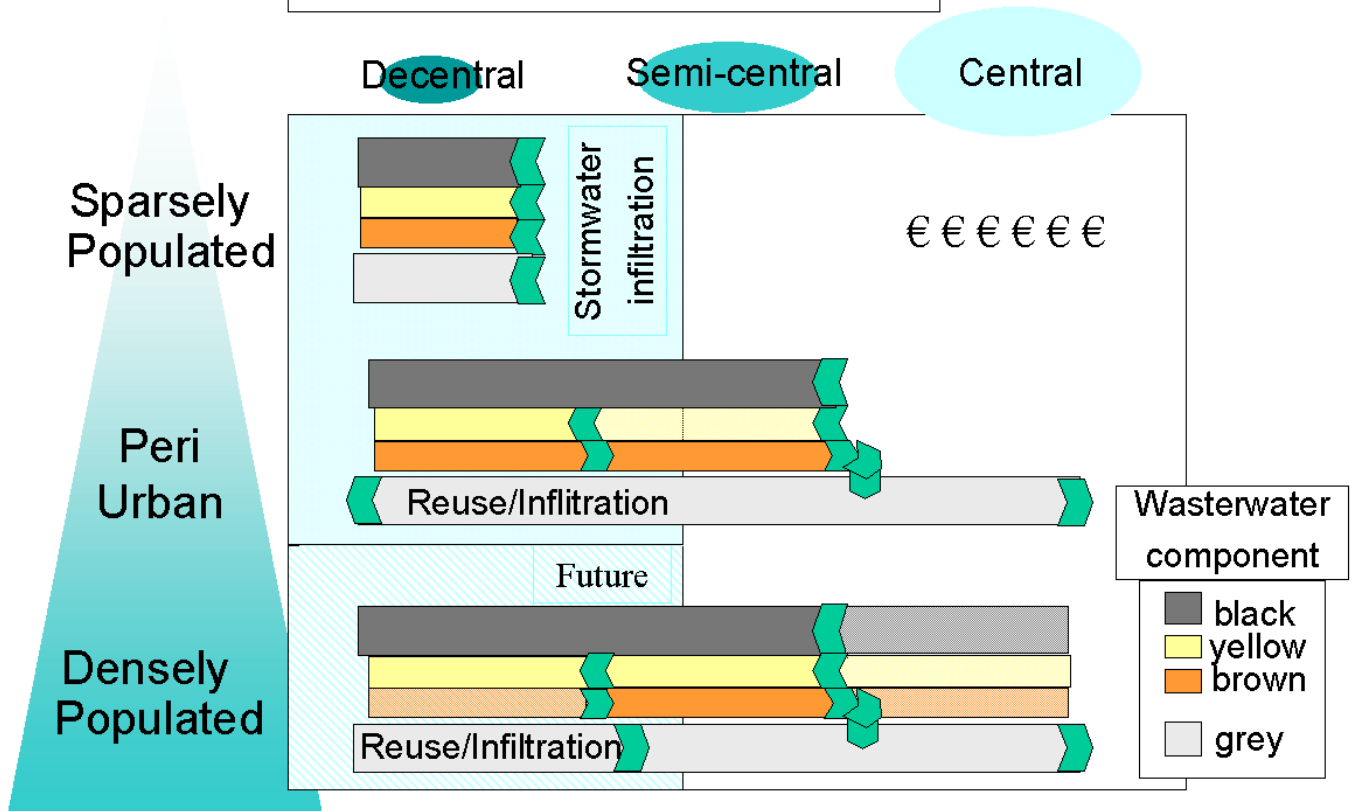 Decentral
Semi-central
Central
Sparsely
Populated
Stormwater
infiltration
€ € € € € €
Peri
Urban
Reuse/Inflitration
Wasterwater
component
black
yellow
brown
grey
Future
Densely
Populated
Reuse/Infiltration